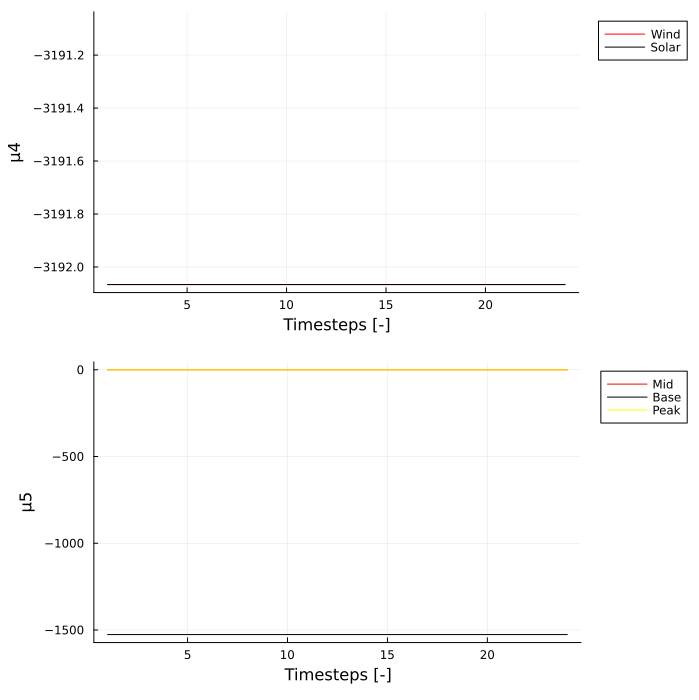 μ4
−3191.2
−3191.4
−3191.6
−3191.8
−3192.0
5 10 15 20
Timesteps [-]
Wind
Solar
μ5
0
−500
−1000
−1500
5 10 15 20
Timesteps [-]
Mid
Base
Peak